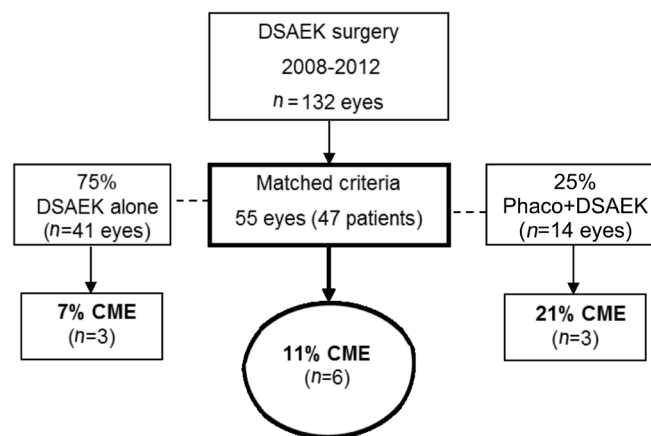 DSAEK surgery
2008-2012
n=132 eyes
75%
DSAEK alone
(n=41 eyes)
Matched criteria
55 eyes (47 patients)
25%
Phaco+DSAEK
(n=14 eyes)
7% CME
(n=3)
11% CME
(n=6)
21% CME
(n=3)